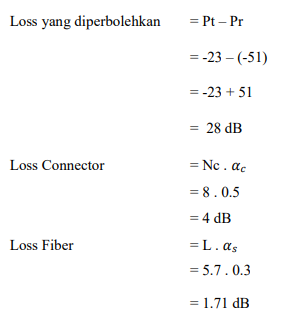 Loss yang diperbolehkan = Pt – Pr
= -23 – (-51)
= -23 + 51
= 28 dB
Loss Connector = Nc . αc
= 8 . 0.5
= 4 dB
Loss Fiber = L . αs
= 5.7 . 0.3
= 1.71 dB